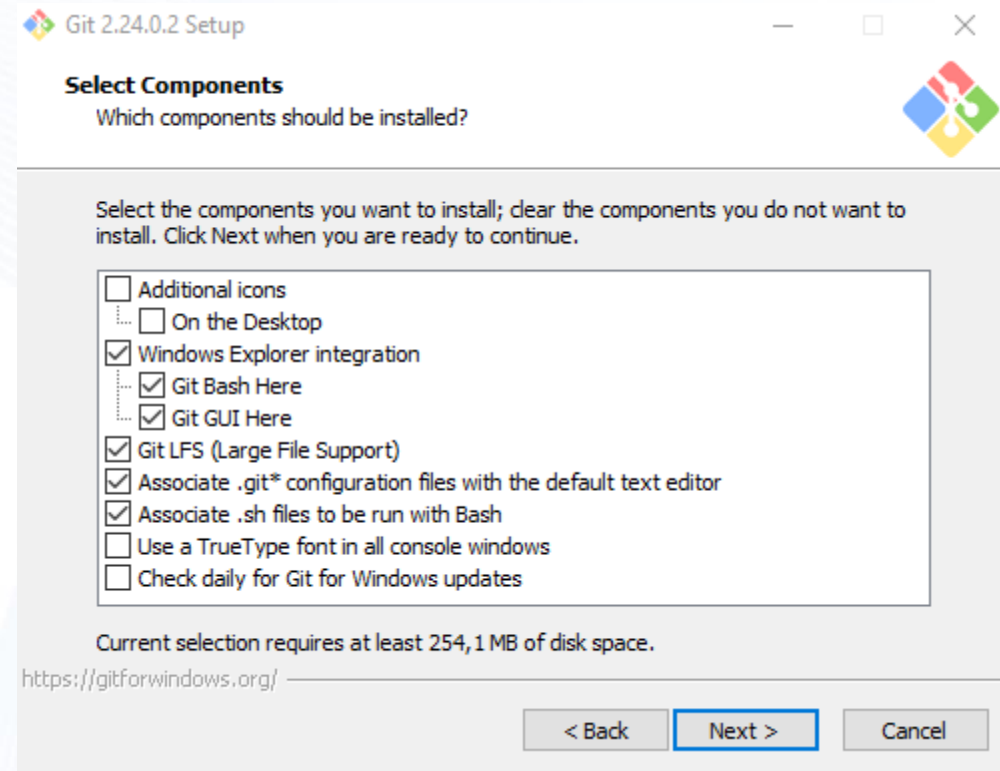 Git 2.24.0.2 Setup
Select Components
Which components should be installed?
Select the components you want to install; clear the components you do not want to
install. Click Next when you are ready to continue.
Additional icons
On the Desktop
Windows Explorer integration
Git Bash Here
Git GUI Here
Git LFS (Large File Support)
Associate .git* configuration files with the default text editor
Associate .sh files to be run with Bash
Use a TrueType font in all console windows
Check daily for Git for Windows updates
Current selection requires at least 254,1 MB of disk space.
https://gitforwindows.org/
< Back
Next >
Cancel